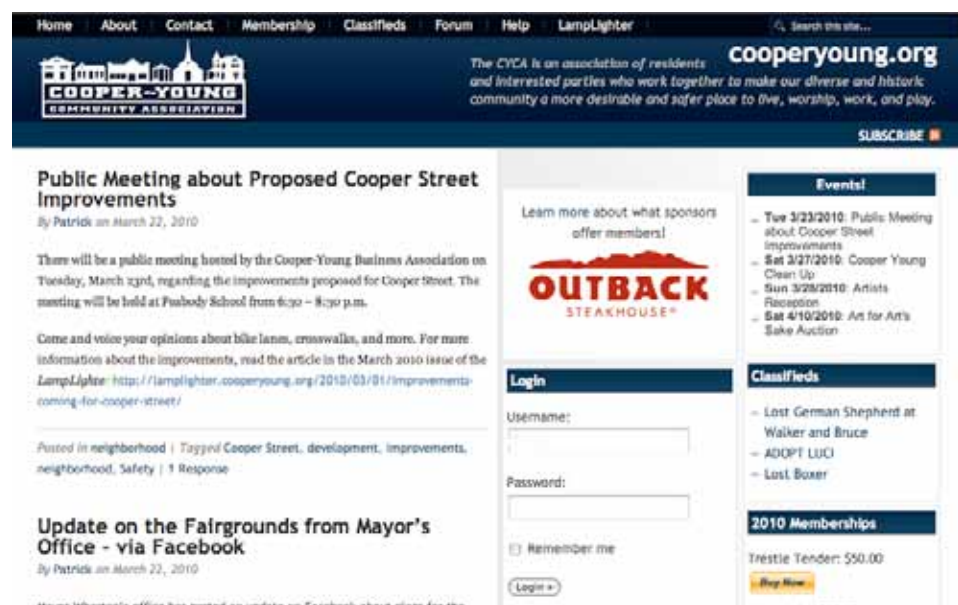 Home About Contact Membership Classifieds Forum Help LampLighter
Search this site...
COOPER-YOUNG
COMMUNITY ASSOCIATION
cooperyoung.org
The CYCA is an association of residents
and interested parties who work together to make our diverse and historic
community a more desirable and safer place to live, worship, work, and play.
SUBSCRIBE
Public Meeting about Proposed Cooper Street
Improvements
By Patrick on March 22, 2010
There will be a public meeting hosted by the Cooper-Young Business Association on
Tuesday, March 23rd, regarding the improvements proposed for Cooper Street. The
meeting will be held at Peabody School from 6:30 – 8:30 p.m.
Come and voice your opinions about bike lanes, crosswalks, and more. For more
information about the improvements, read the article in the March 2010 issue of the
LampLighter http://lamplighter.cooperyoung.org/2010/03/01/improvements-
coming-for-cooper-street/
Posted in neighborhood | Tagged Cooper Street, development, improvements,
neighborhood, Safety | 1 Response
Update on the Fairgrounds from Mayor's
Office – via Facebook
By Patrick on March 22, 2010
Learn more about what sponsors
offer members!
OUTBACK
STEAKHOUSE®
Login
Username:
Password:
Remember me
Login »
Events!
Tue 3/23/2010: Public Meeting
about Cooper Street
Improvements
Sat 3/27/2010: Cooper Young
Clean Up
Sun 3/28/2010: Artists
Reception
Sat 4/10/2010: Art for Art's
Sake Auction
Classifieds
– Lost German Shepherd at
Walker and Bruce
– ADOPT LUCI
– Lost Boxer
2010 Memberships
Trestle Tender: $50.00
Buy Now